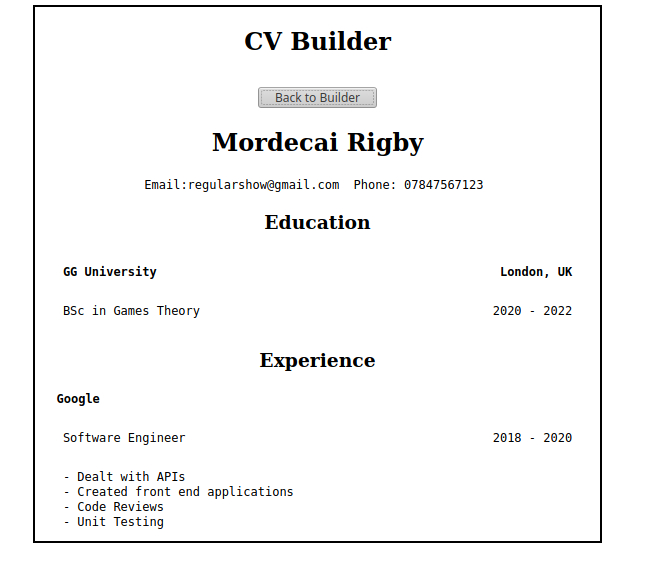 CV Builder
Back to Builder
Mordecai Rigby
Email:regularshow@gmail.com  Phone: 07847567123
Education
GG University London, UK
BSc in Games Theory 2020 - 2022
Experience
Google
Software Engineer 2018 - 2020
- Dealt with APIs
- Created front end applications
- Code Reviews
- Unit Testing